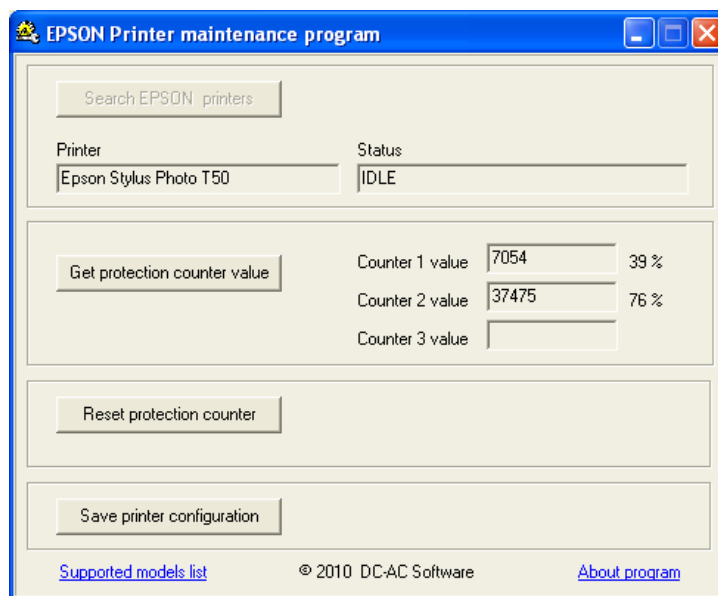 EPSON Printer maintenance program
Search EPSON printers
Printer Status
Epson Stylus Photo T50 IDLE
Get protection counter value
Counter 1 value 7054 39 %
Counter 2 value 37475 76 %
Counter 3 value
Reset protection counter
Save printer configuration
Supported models list © 2010 DC-AC Software About program